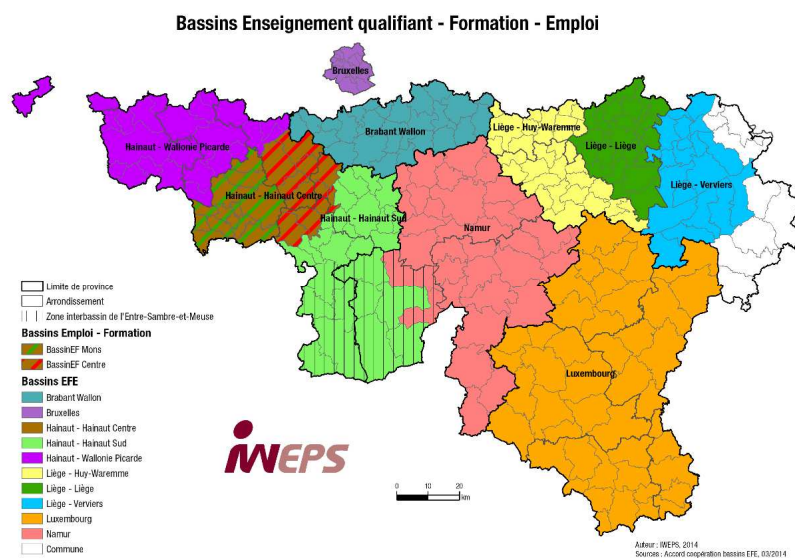 Bassins Enseignement qualifiant - Formation - Emploi
Bruxelles
Brabant Wallon
Liège - Huy-Waremme
Liège - Liège
Hainaut - Wallonie Picarde
Liège - Verviers
Hainaut - Hainaut Centre
Hainaut - Hainaut Sud
Namur
Luxembourg
Limite de province
Arrondissement
Zone interbassin de l'Entre-Sambre-et-Meuse
Bassins Emploi - Formation
BassinEF Mons
BassinEF Centre
Bassins EFE
Brabant Wallon
Bruxelles
Hainaut - Hainaut Centre
Hainaut - Hainaut Sud
Hainaut - Wallonie Picarde
Liège - Huy-Waremme
Liège - Liège
Liège - Verviers
Luxembourg
Namur
Commune
iWEPS
0 10 20
km
Auteur : IWEPS, 2014
Sources : Accord coopération bassins EFE, 03/2014